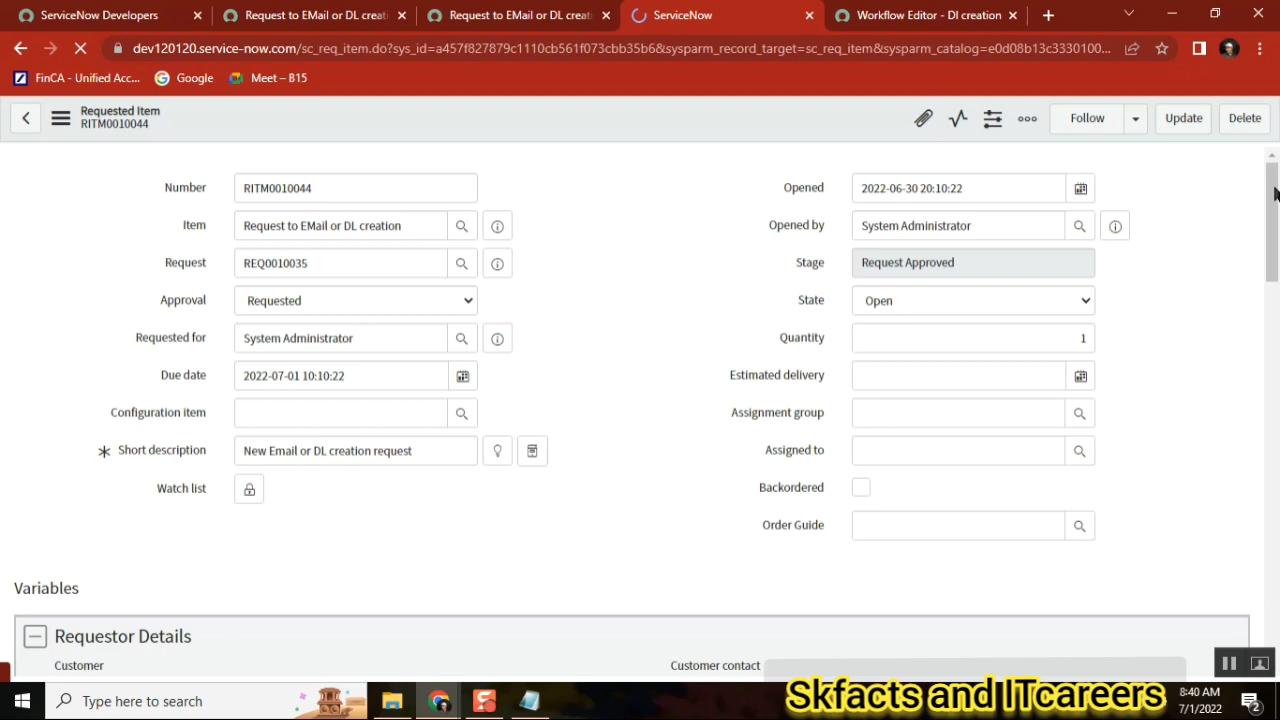 ServiceNow Developers
Request to EMail or DL creati
Request to EMail or DL creati
ServiceNow
Workflow Editor - Dl creation
dev120120.service-now.com/sc_req_item.do?sys_id=a457f827879c1110cb561f073cbb35b6&sysparm_record_target=sc_req_item&sysparm_catalog=e0d08b13c3330100...
FinCA - Unified Acc...
Google
Meet – B15
Requested Item
RITM0010044
Follow
Update
Delete
Number
RITM0010044
Opened
2022-06-30 20:10:22
Item
Request to EMail or DL creation
Opened by
System Administrator
Request
REQ0010035
Stage
Request Approved
Approval
Requested
State
Open
Requested for
System Administrator
Quantity
1
Due date
2022-07-01 10:10:22
Estimated delivery
Configuration item
Assignment group
Short description
New Email or DL creation request
Assigned to
Watch list
Backordered
Order Guide
Variables
Requestor Details
Customer
Customer contact
Type here to search
Skfacts and ITcareers
8:40 AM
7/1/2022
2